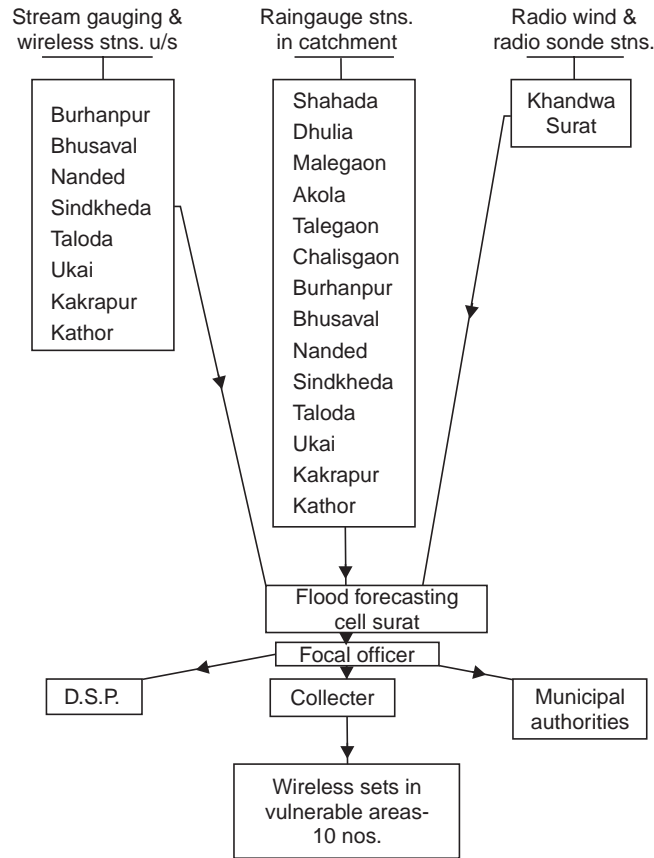 Stream gauging &
wireless stns. u/s
Burhanpur
Bhusaval
Nanded
Sindkheda
Taloda
Ukai
Kakrapur
Kathor
Raingauge stns.
in catchment
Shahada
Dhulia
Malegaon
Akola
Talegaon
Chalisgaon
Burhanpur
Bhusaval
Nanded
Sindkheda
Taloda
Ukai
Kakrapur
Kathor
Radio wind &
radio sonde stns.
Khandwa
Surat
Flood forecasting
cell surat
Focal officer
D.S.P.
Collecter
Municipal
authorities
Wireless sets in
vulnerable areas-
10 nos.